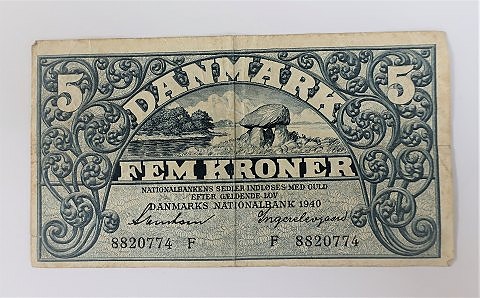 5 DANMARK 5
FEM KRONER
NATIONALBANKENS SEDLER INDLØSES MED GULD
EFTER GÆLDENDE LOV
DANMARKS NATIONALBANK 1940
8820774 F F 8820774